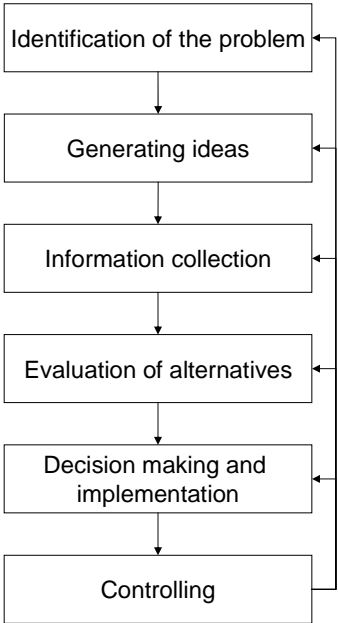 Identification of the problem
Generating ideas
Information collection
Evaluation of alternatives
Decision making and
implementation
Controlling